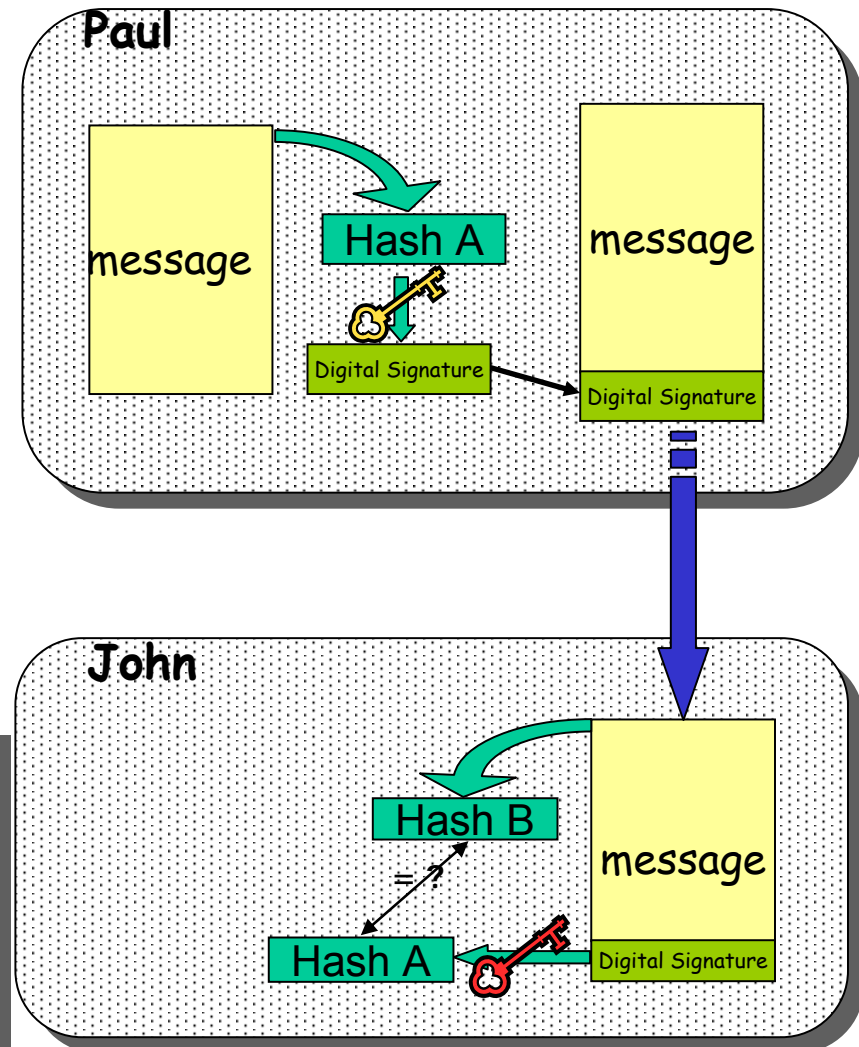 Paul
message
Hash A
Digital Signature
message
Digital Signature
John
Hash B
= ?
Hash A
message
Digital Signature